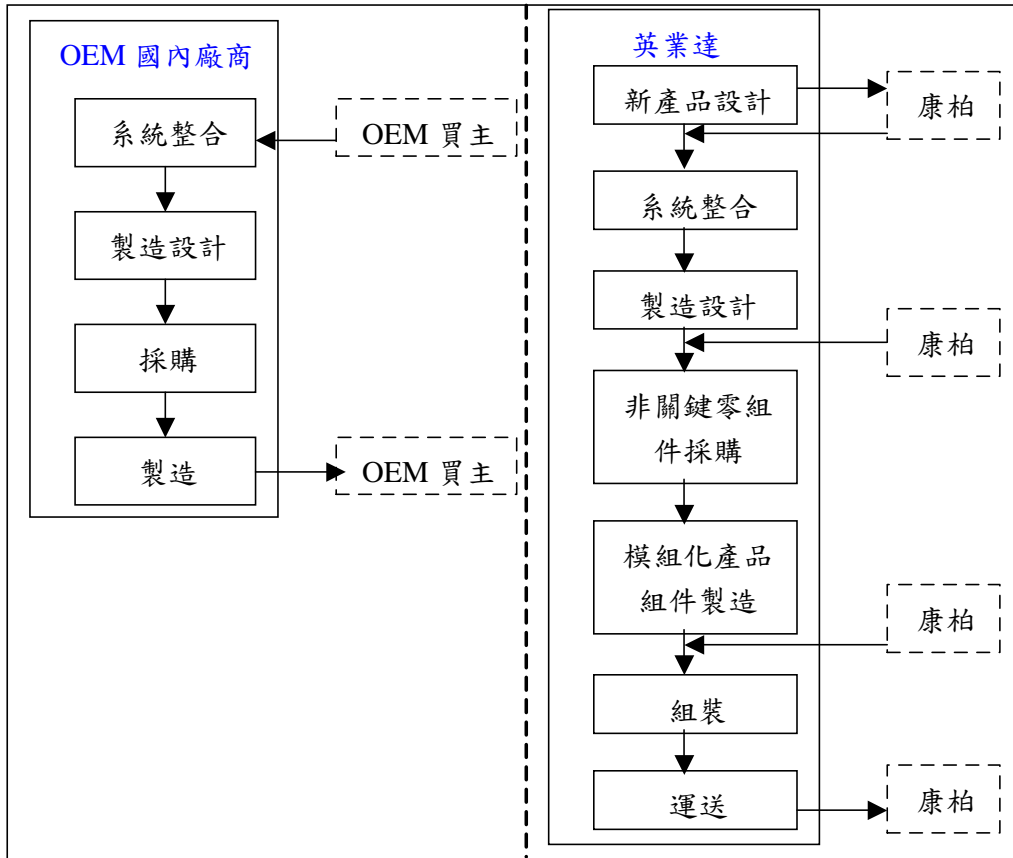 OEM 國內廠商
系統整合
OEM 買主
製造設計
採購
製造
OEM 買主
英業達
新產品設計
康柏
系統整合
製造設計
康柏
非關鍵零組
件採購
模組化產品
組件製造
康柏
組裝
運送
康柏